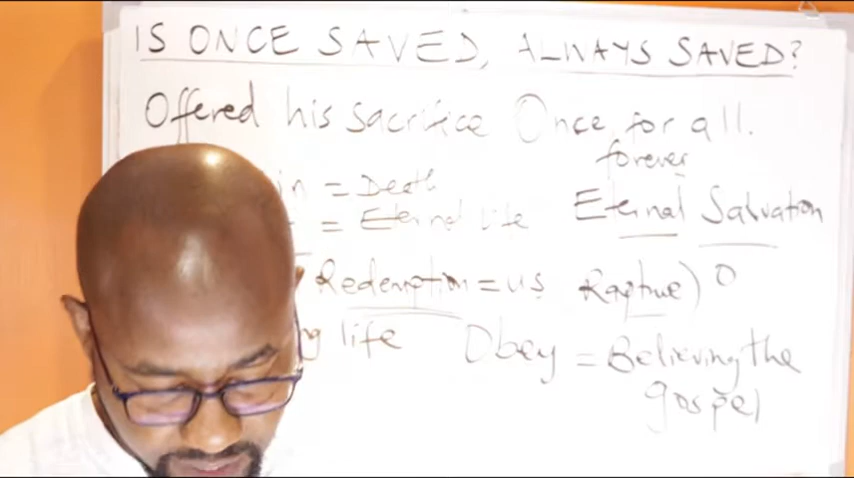 IS ONCE SAVED, ALWAYS SAVED?
Offered his sacrifice Once, for all.
forever
in = Death
= Eternal life Eternal Salvation
Redemption = us Rapture) O
g life Obey = Believing the
gospel